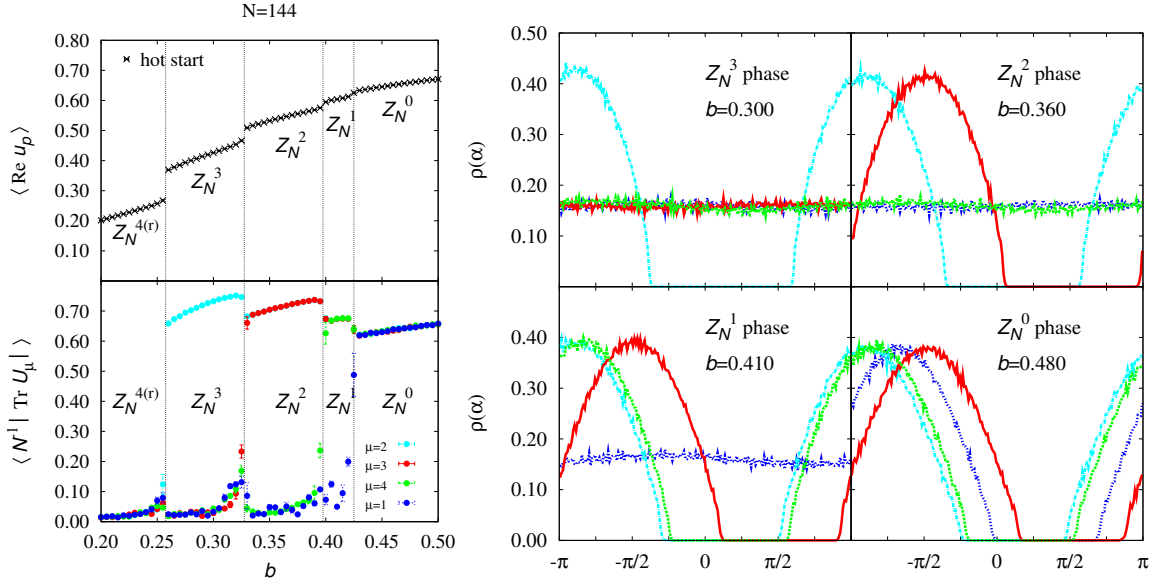 N=144
0.80
0.70
0.60
0.50
0.40
0.30
0.20
0.10
⟨ Re u_p ⟩
hot start
Z_N^4(r)
Z_N^3
Z_N^2
Z_N^1
Z_N^0
0.70
0.60
0.50
0.40
0.30
0.20
0.10
0.00
⟨ N^-1 | Tr U_μ | ⟩
Z_N^4(r)
Z_N^3
Z_N^2
Z_N^1
Z_N^0
μ=2
μ=3
μ=4
μ=1
0.20 0.25 0.30 0.35 0.40 0.45 0.50
b
0.50
0.40
0.30
0.20
0.10
ρ(α)
Z_N^3 phase
b=0.300
Z_N^2 phase
b=0.360
0.40
0.30
0.20
0.10
0.00
ρ(α)
Z_N^1 phase
b=0.410
Z_N^0 phase
b=0.480
-π -π/2 0 π/2 -π/2 0 π/2 π